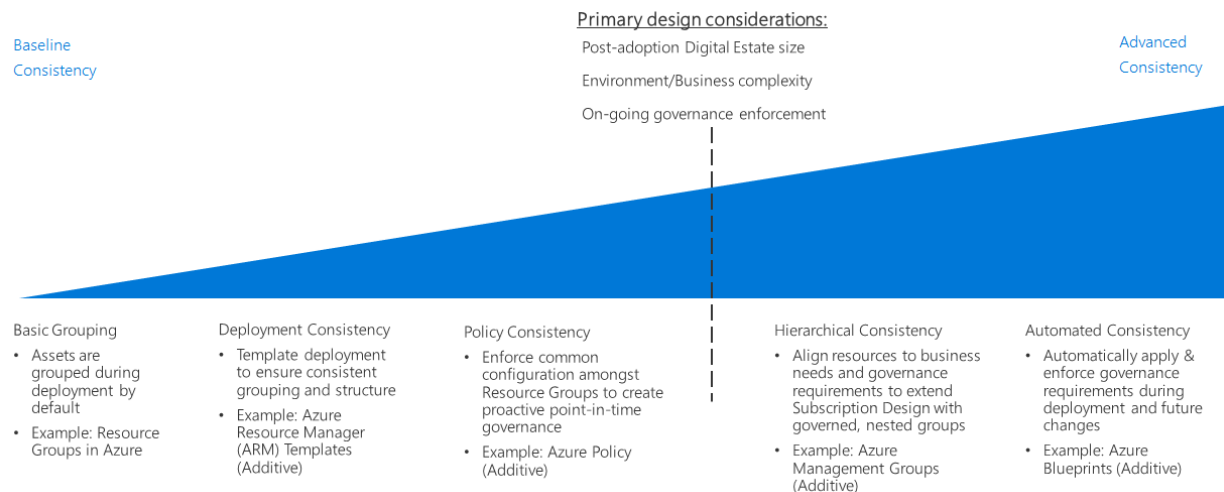 Primary design considerations:
Post-adoption Digital Estate size
Environment/Business complexity
On-going governance enforcement
Baseline
Consistency
Advanced
Consistency
Basic Grouping
• Assets are
grouped during
deployment by
default
• Example: Resource
Groups in Azure
Deployment Consistency
• Template deployment
to ensure consistent
grouping and structure
• Example: Azure
Resource Manager
(ARM) Templates
(Additive)
Policy Consistency
• Enforce common
configuration amongst
Resource Groups to create
proactive point-in-time
governance
• Example: Azure Policy
(Additive)
Hierarchical Consistency
• Align resources to business
needs and governance
requirements to extend
Subscription Design with
governed, nested groups
• Example: Azure
Management Groups
(Additive)
Automated Consistency
• Automatically apply &
enforce governance
requirements during
deployment and future
changes
• Example: Azure
Blueprints (Additive)